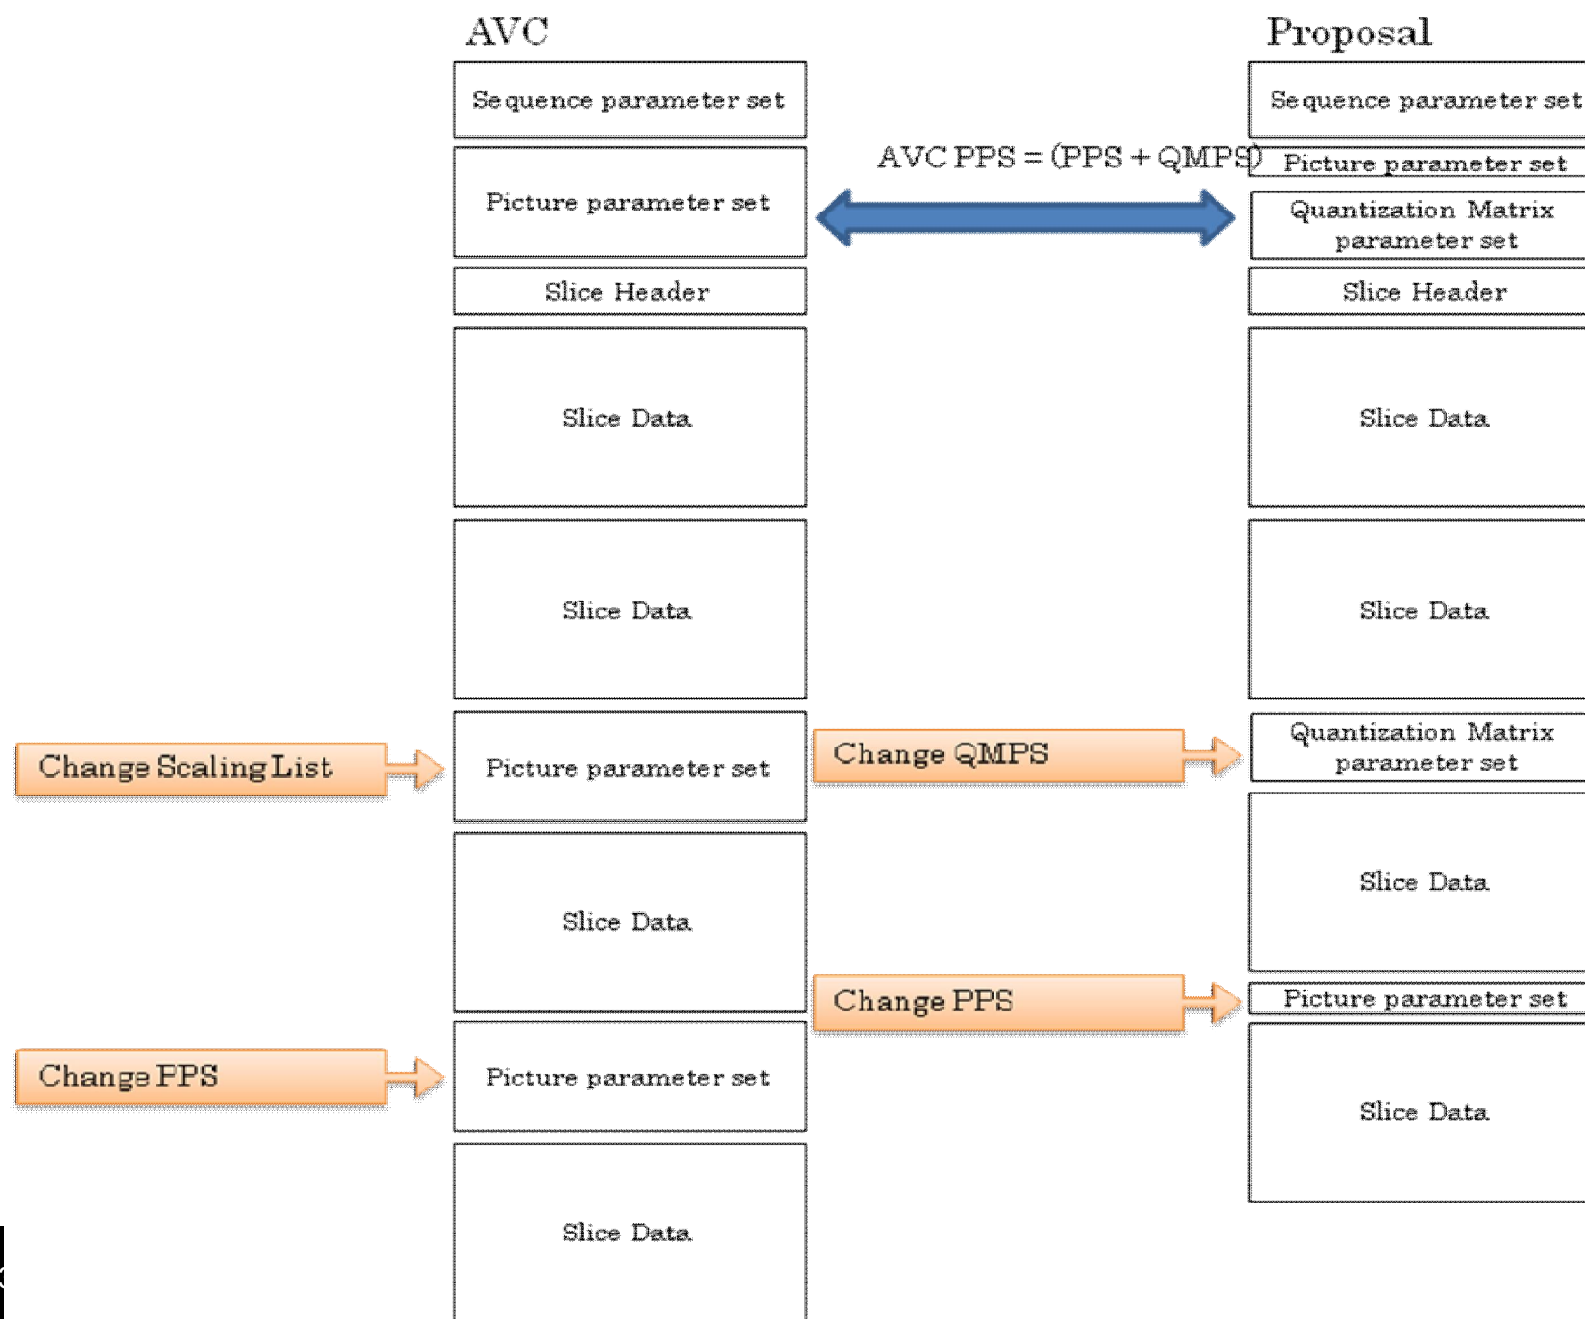 AVC
Sequence parameter set
Picture parameter set
Slice Header
Slice Data
Slice Data
Change Scaling List
Picture parameter set
Slice Data
Change PPS
Picture parameter set
Slice Data
AVC PPS = (PPS + QMPS)
Proposal
Sequence parameter set
Picture parameter set
Quantization Matrix
parameter set
Slice Header
Slice Data
Slice Data
Change QMPS
Quantization Matrix
parameter set
Slice Data
Change PPS
Picture parameter set
Slice Data